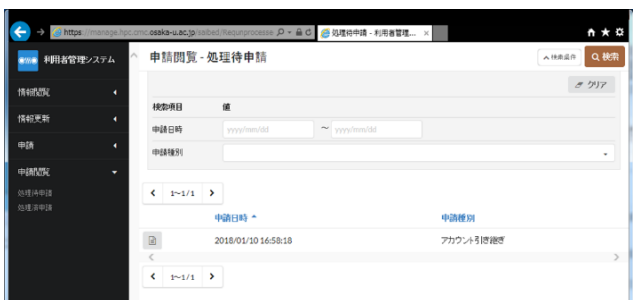 https://manage.hpc.cmc.osaka-u.ac.jp/saibed/Requnprocesse
処理待申請 - 利用者管理...
利用者管理システム
申請閲覧 - 処理待申請
検索条件
検索
情報閲覧
クリア
検索項目 値
情報更新
申請日時 yyyy/mm/dd ～ yyyy/mm/dd
申請
申請種別
申請閲覧
処理待申請
処理済申請
1～1/1
申請日時 申請種別
2018/01/10 16:58:18 アカウント引き継ぎ
1～1/1